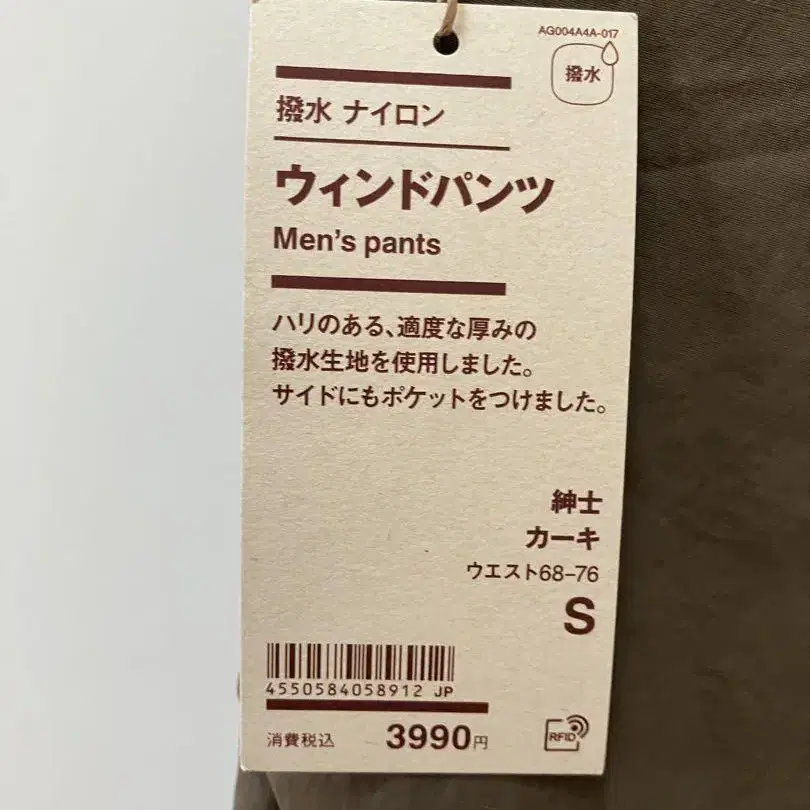 AG004A4A-017
撥水
撥水 ナイロン
ウィンドパンツ
Men's pants
ハリのある、適度な厚みの
撥水生地を使用しました。
サイドにもポケットをつけました。
紳士
カーキ
ウエスト68–76
S
4550584058912 JP
消費税込 3990円
RFID